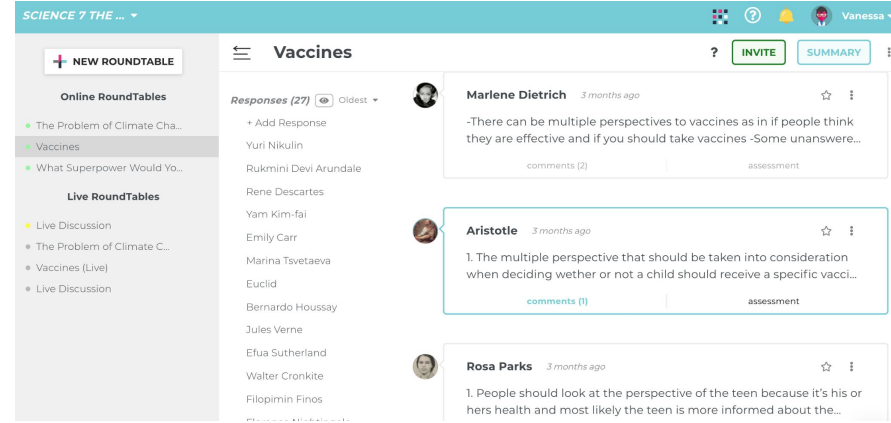 SCIENCE 7 THE ...
Vanessa
NEW ROUNDTABLE
Online RoundTables
The Problem of Climate Cha...
Vaccines
What Superpower Would Yo...
Live RoundTables
Live Discussion
The Problem of Climate C...
Vaccines (Live)
Live Discussion
Vaccines
?
INVITE
SUMMARY
Responses (27) Oldest
+ Add Response
Yuri Nikulin
Rukmini Devi Arundale
Rene Descartes
Yam Kim-fai
Emily Carr
Marina Tsvetaeva
Euclid
Bernardo Houssay
Jules Verne
Efua Sutherland
Walter Cronkite
Filopimin Finos
Marlene Dietrich 3 months ago
-There can be multiple perspectives to vaccines as in if people think
they are effective and if you should take vaccines -Some unanswere...
comments (2) assessment
Aristotle 3 months ago
1. The multiple perspective that should be taken into consideration
when deciding wether or not a child should receive a specific vacci...
comments (1) assessment
Rosa Parks 3 months ago
1. People should look at the perspective of the teen because it's his or
hers health and most likely the teen is more informed about the...